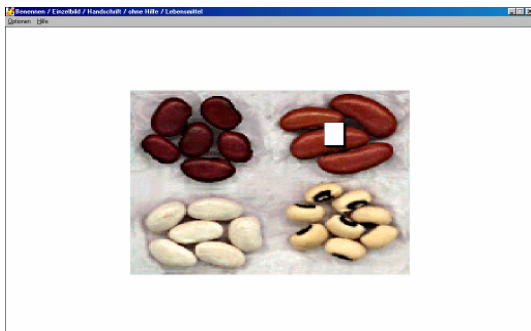 Benennen / Einzelbild / Handschrift / ohne Hilfe / Lebensmittel
Optionen Hilfe